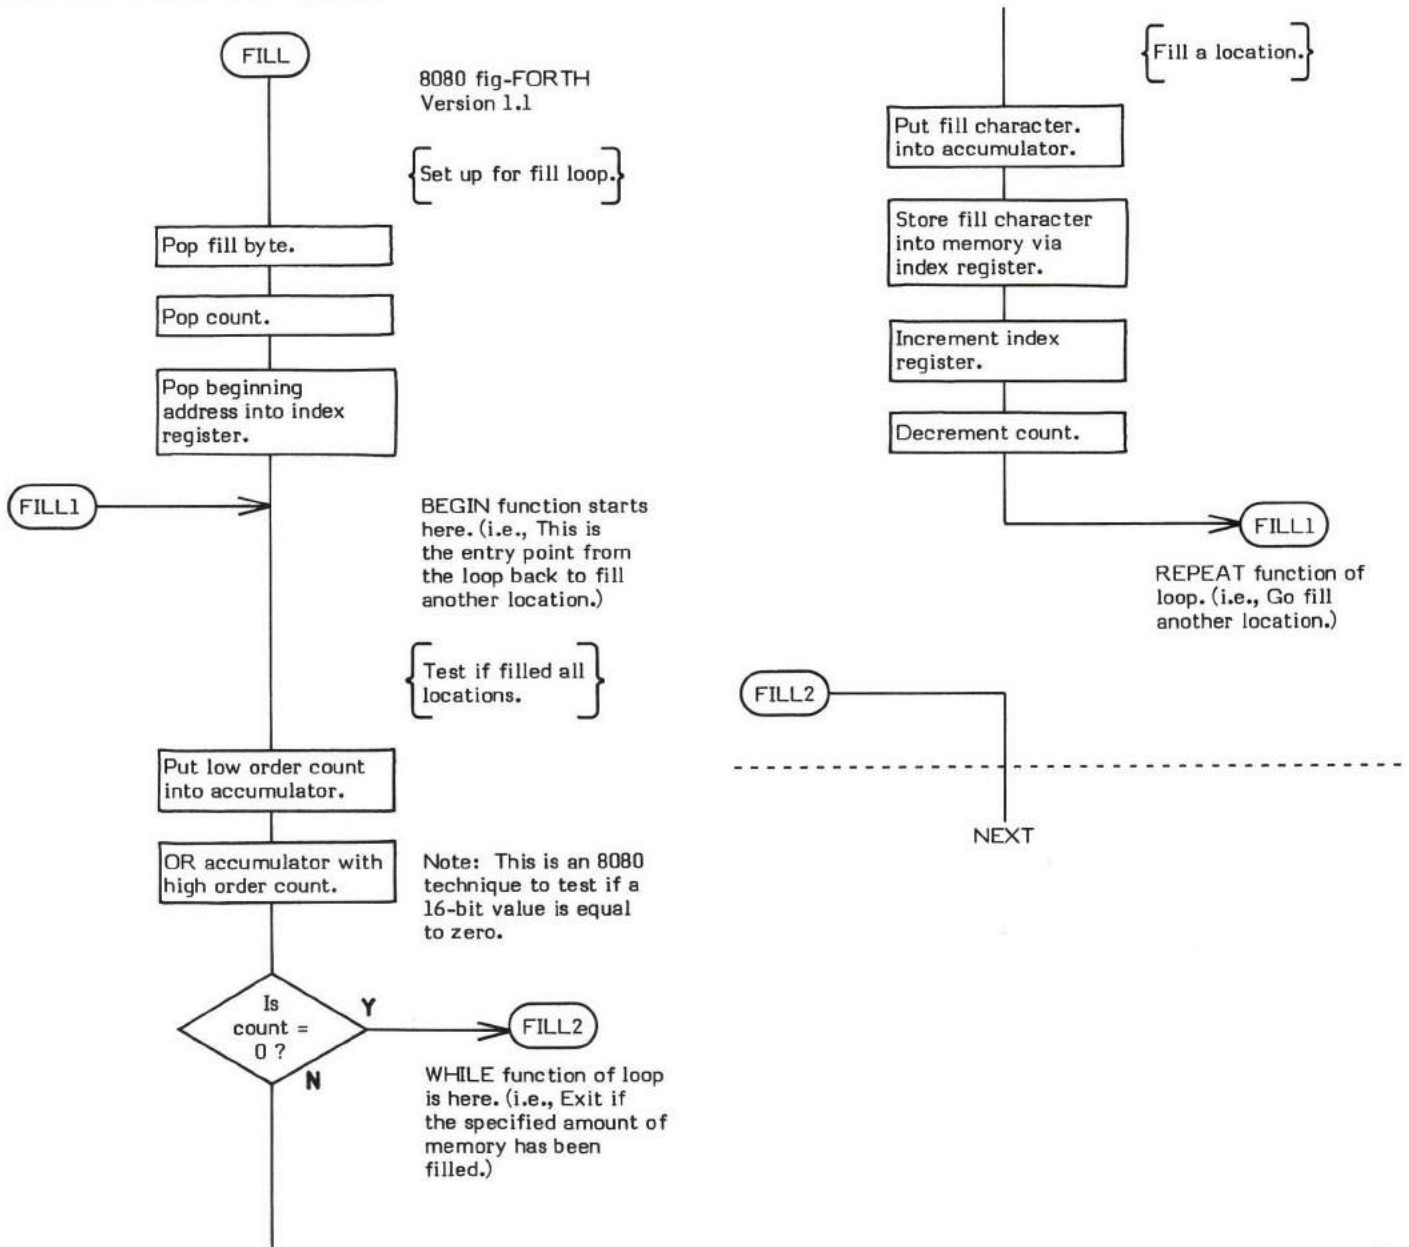 FILL
8080 fig-FORTH
Version 1.1
Set up for fill loop.
Pop fill byte.
Pop count.
Pop beginning
address into index
register.
FILL1
BEGIN function starts
here. (i.e., This is
the entry point from
the loop back to fill
another location.)
Test if filled all
locations.
Put low order count
into accumulator.
OR accumulator with
high order count.
Note: This is an 8080
technique to test if a
16-bit value is equal
to zero.
Is
count =
0 ?
Y
N
FILL2
WHILE function of loop
is here. (i.e., Exit if
the specified amount of
memory has been
filled.)
Fill a location.
Put fill character.
into accumulator.
Store fill character
into memory via
index register.
Increment index
register.
Decrement count.
FILL1
REPEAT function of
loop. (i.e., Go fill
another location.)
FILL2
NEXT